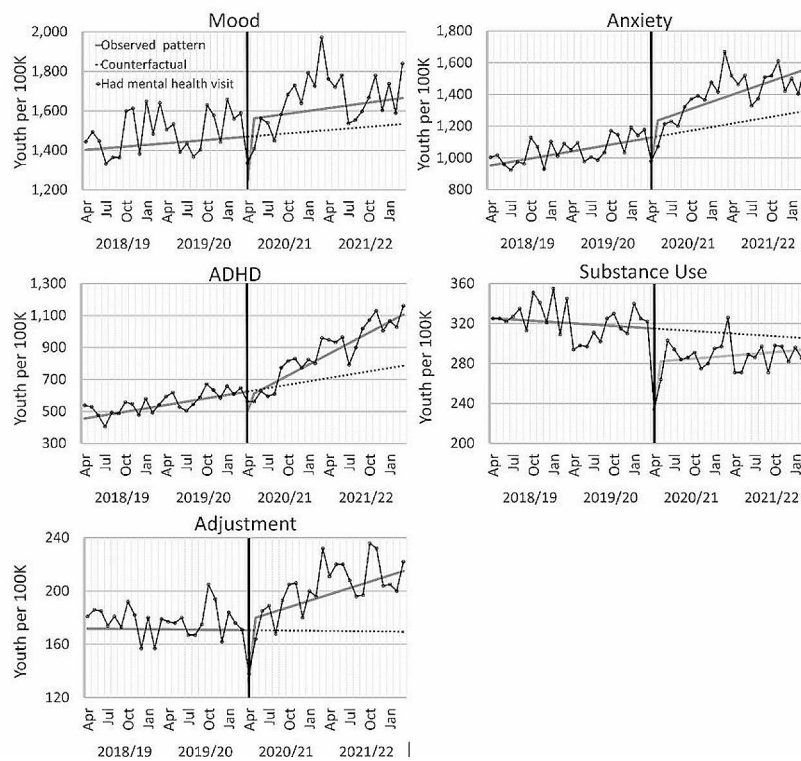 Mood
Youth per 100K
2,000
1,800
1,600
1,400
1,200
Observed pattern
Counterfactual
Had mental health visit
Apr Jul Oct Jan Apr Jul Oct Jan Apr Jul Oct Jan Apr Jul Oct Jan
2018/19 2019/20 2020/21 2021/22
Anxiety
Youth per 100K
1,800
1,600
1,400
1,200
1,000
800
Apr Jul Oct Jan Apr Jul Oct Jan Apr Jul Oct Jan Apr Jul Oct Jan
2018/19 2019/20 2020/21 2021/22
ADHD
Youth per 100K
1,300
1,100
900
700
500
300
Apr Jul Oct Jan Apr Jul Oct Jan Apr Jul Oct Jan Apr Jul Oct Jan
2018/19 2019/20 2020/21 2021/22
Substance Use
Youth per 100K
360
320
280
240
200
Apr Jul Oct Jan Apr Jul Oct Jan Apr Jul Oct Jan Apr Jul Oct Jan
2018/19 2019/20 2020/21 2021/22
Adjustment
Youth per 100K
240
200
160
120
Apr Jul Oct Jan Apr Jul Oct Jan Apr Jul Oct Jan Apr Jul Oct Jan
2018/19 2019/20 2020/21 2021/22